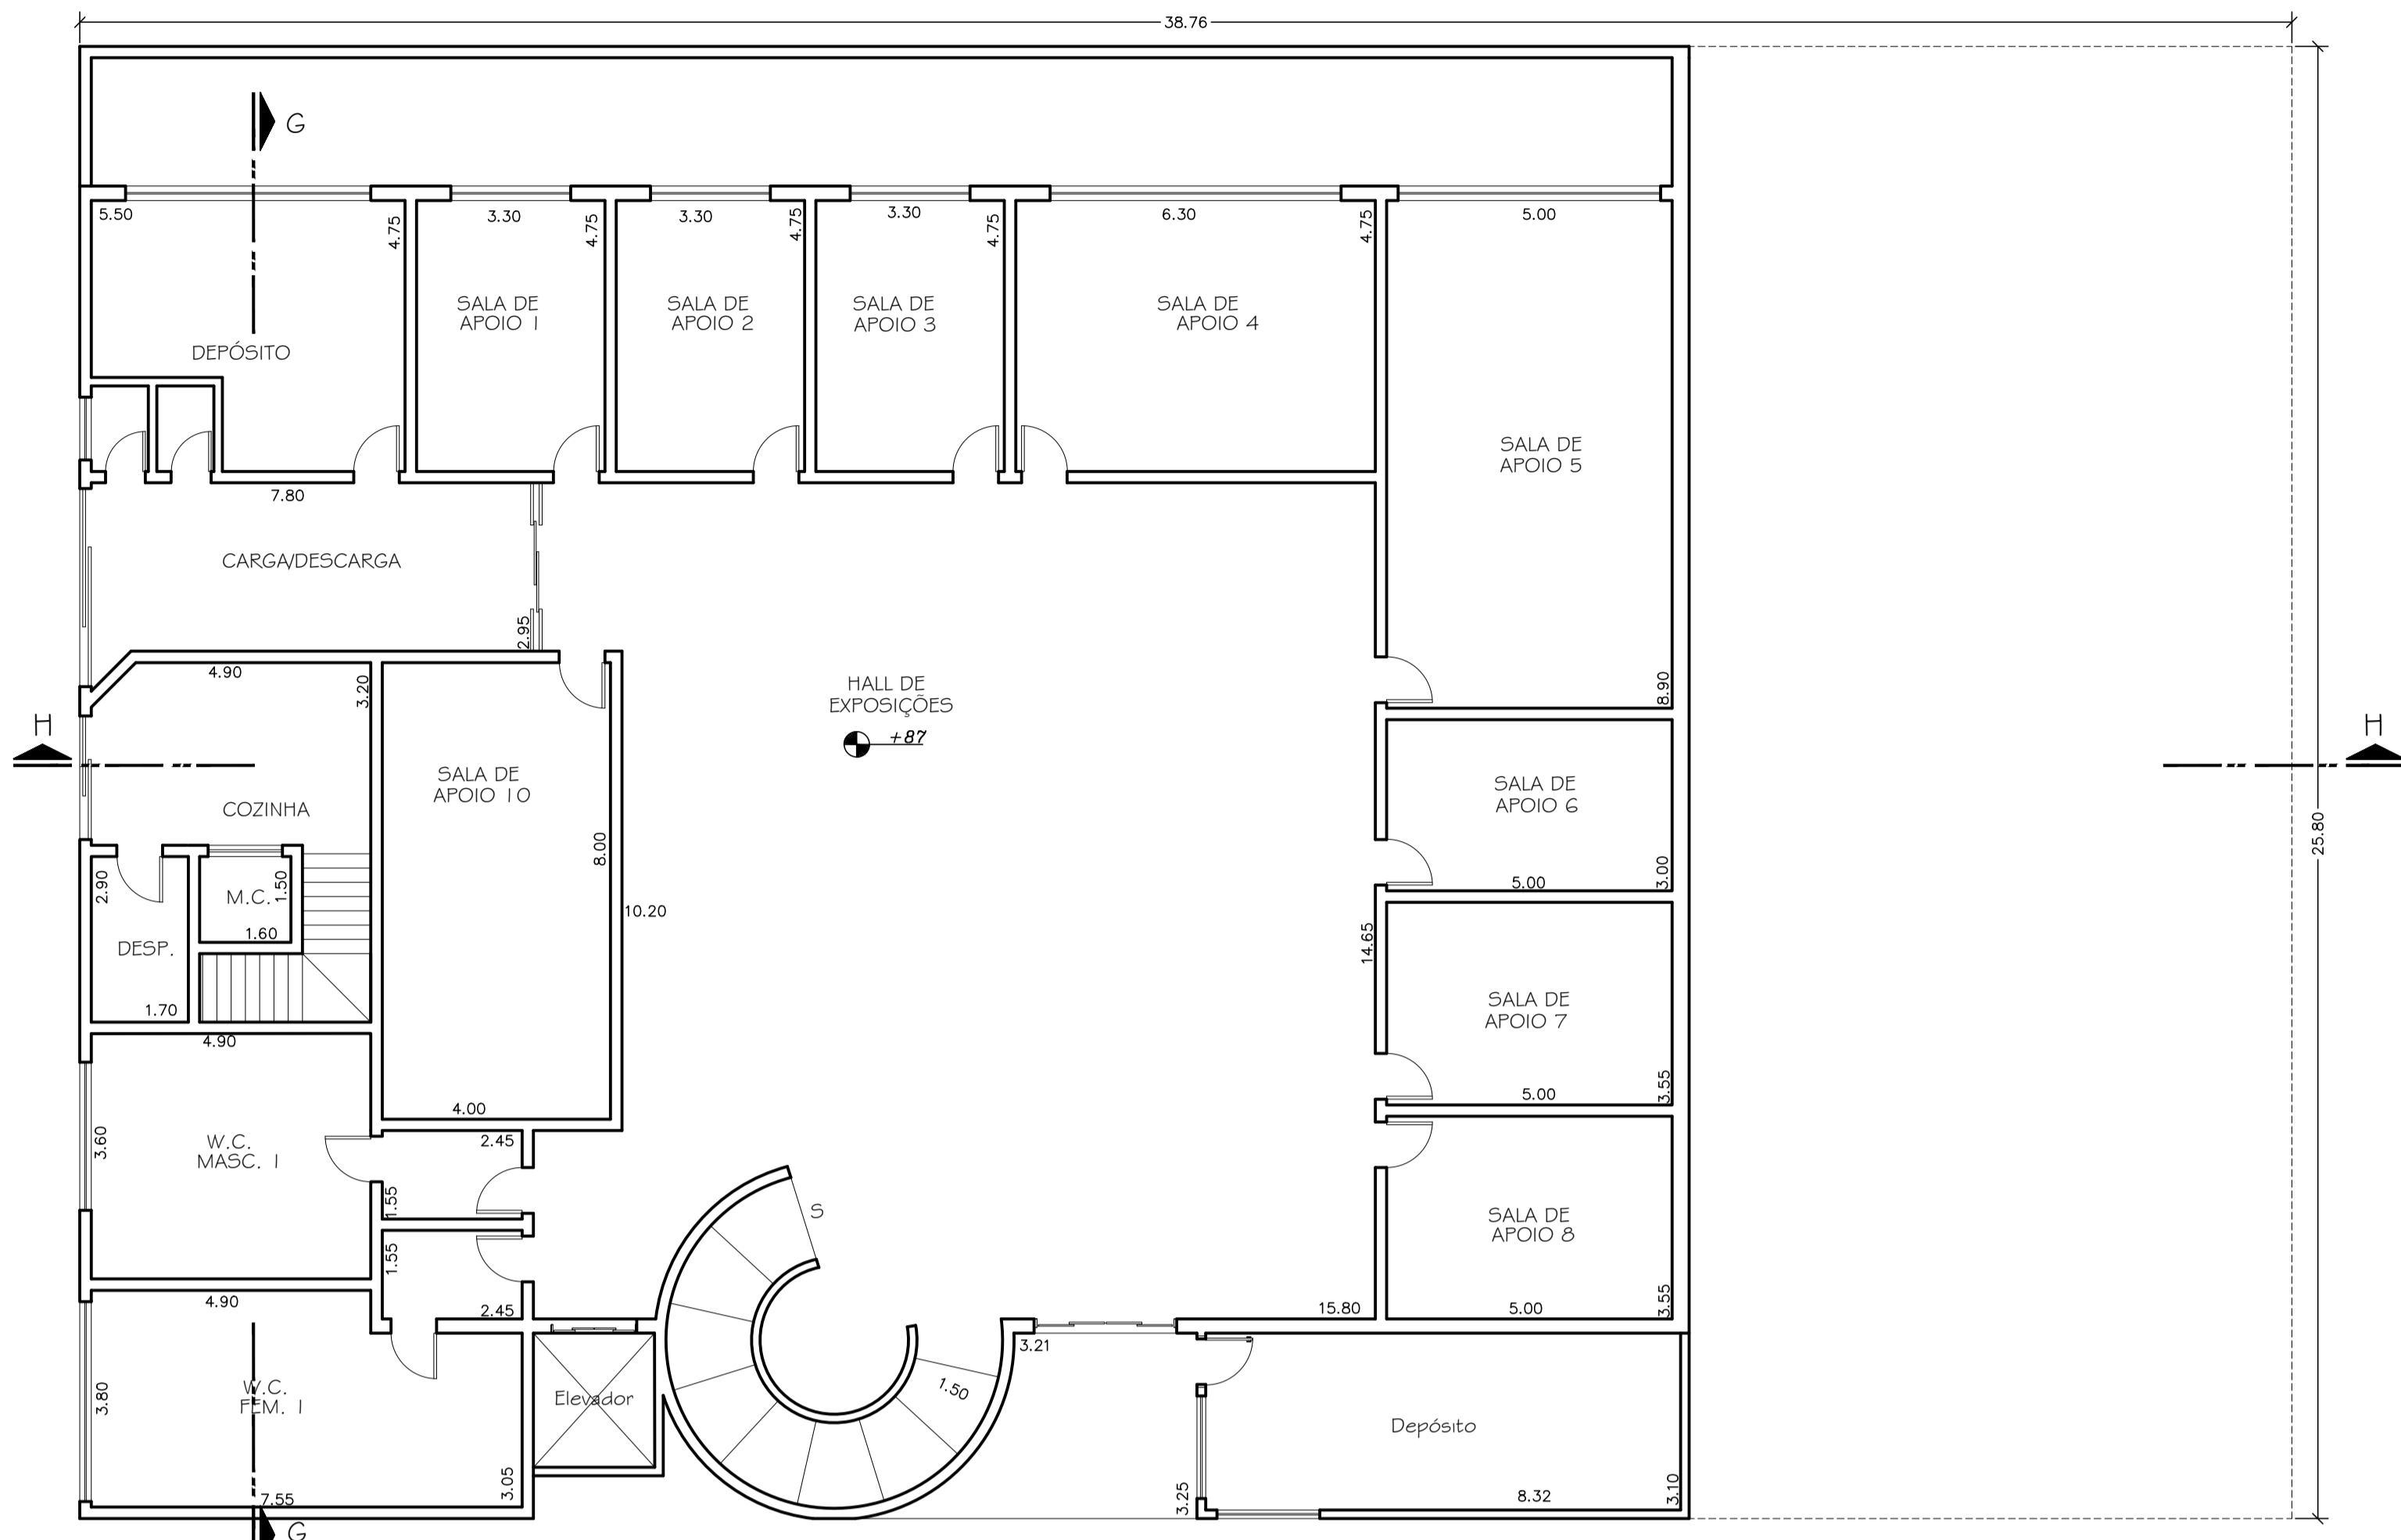 38.76
G
5.50
4.75
3.30
4.75
3.30
4.75
3.30
4.75
6.30
4.75
5.00
SALA DE
APOIO 1
SALA DE
APOIO 2
SALA DE
APOIO 3
SALA DE
APOIO 4
DEPÓSITO
SALA DE
APOIO 5
7.80
CARGA/DESCARGA
2.95
4.90
3.20
HALL DE
EXPOSIÇÕES
+87
8.90
H
H
SALA DE
APOIO 10
COZINHA
SALA DE
APOIO 6
25.80
8.00
2.90
M.C.
1.50
5.00
3.00
10.20
1.60
DESP.
14.65
1.70
SALA DE
APOIO 7
4.90
3.55
5.00
4.00
3.60
W.C.
MASC. 1
2.45
1.55
S
SALA DE
APOIO 8
1.55
4.90
2.45
15.80
5.00
3.55
3.21
3.80
W.C.
FEM. 1
Elevador
1.50
Depósito
3.05
7.55
3.25
8.32
3.10
G